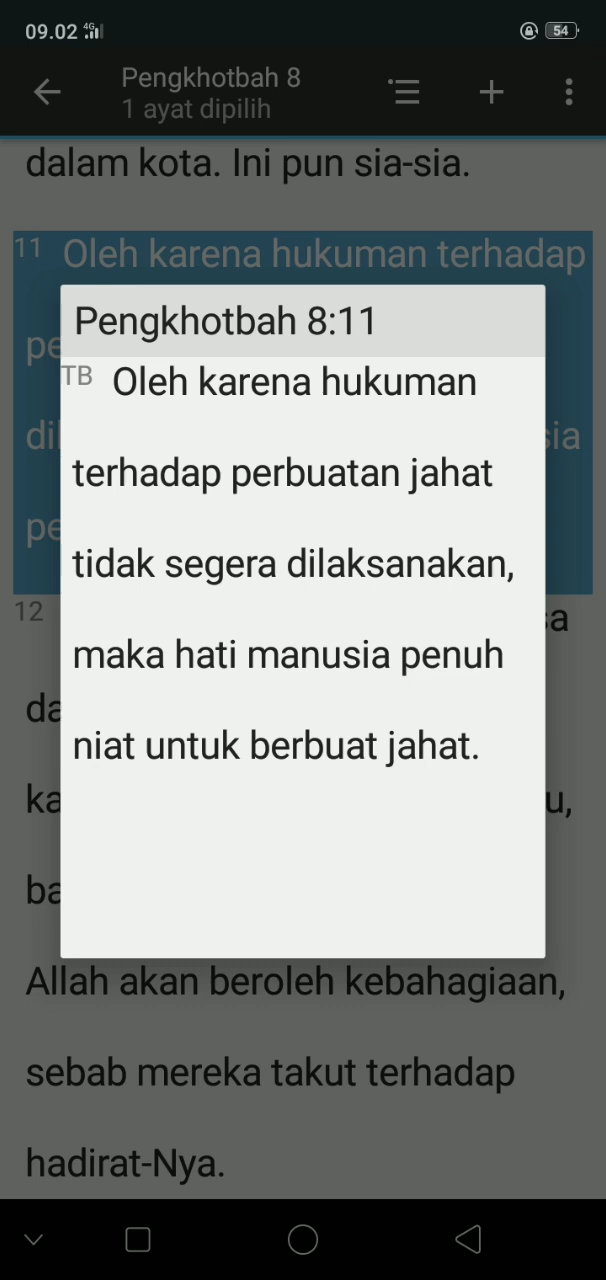 09.02 4G
54
Pengkhotbah 8
1 ayat dipilih
dalam kota. Ini pun sia-sia.
11 Oleh karena hukuman terhadap
Pengkhotbah 8:11
TB Oleh karena hukuman
terhadap perbuatan jahat
tidak segera dilaksanakan,
maka hati manusia penuh
niat untuk berbuat jahat.
12
Allah akan beroleh kebahagiaan,
sebab mereka takut terhadap
hadirat-Nya.